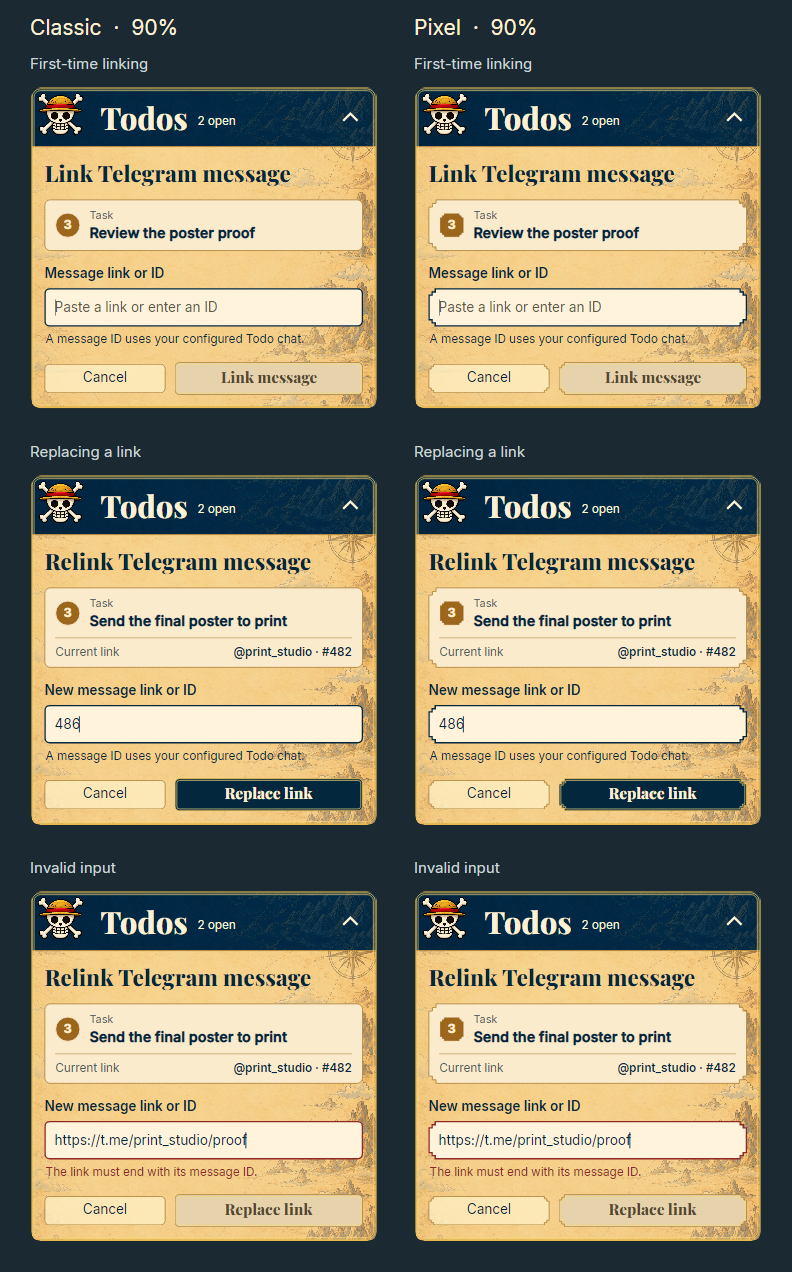 Classic · 90%
First-time linking
Todos 2 open
Link Telegram message
3
Task
Review the poster proof
Message link or ID
Paste a link or enter an ID
A message ID uses your configured Todo chat.
Cancel
Link message
Replacing a link
Todos 2 open
Relink Telegram message
3
Task
Send the final poster to print
Current link @print_studio · #482
New message link or ID
486
A message ID uses your configured Todo chat.
Cancel
Replace link
Invalid input
Todos 2 open
Relink Telegram message
3
Task
Send the final poster to print
Current link @print_studio · #482
New message link or ID
https://t.me/print_studio/proof
The link must end with its message ID.
Cancel
Replace link
Pixel · 90%
First-time linking
Todos 2 open
Link Telegram message
3
Task
Review the poster proof
Message link or ID
Paste a link or enter an ID
A message ID uses your configured Todo chat.
Cancel
Link message
Replacing a link
Todos 2 open
Relink Telegram message
3
Task
Send the final poster to print
Current link @print_studio · #482
New message link or ID
486
A message ID uses your configured Todo chat.
Cancel
Replace link
Invalid input
Todos 2 open
Relink Telegram message
3
Task
Send the final poster to print
Current link @print_studio · #482
New message link or ID
https://t.me/print_studio/proof
The link must end with its message ID.
Cancel
Replace link